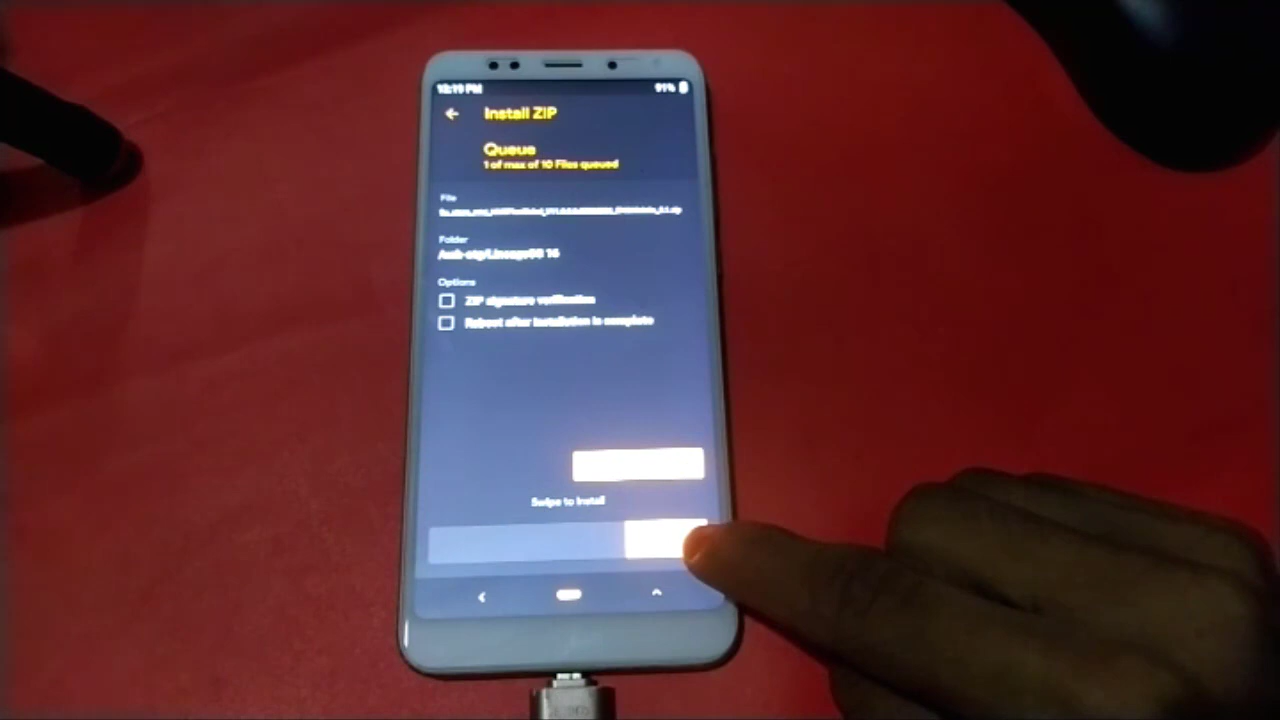 12:19 PM 91%
Install ZIP
Queue
1 of max of 10 Files queued
File
Folder
Options
ZIP signature verification
Reboot after installation is complete
Swipe to Install